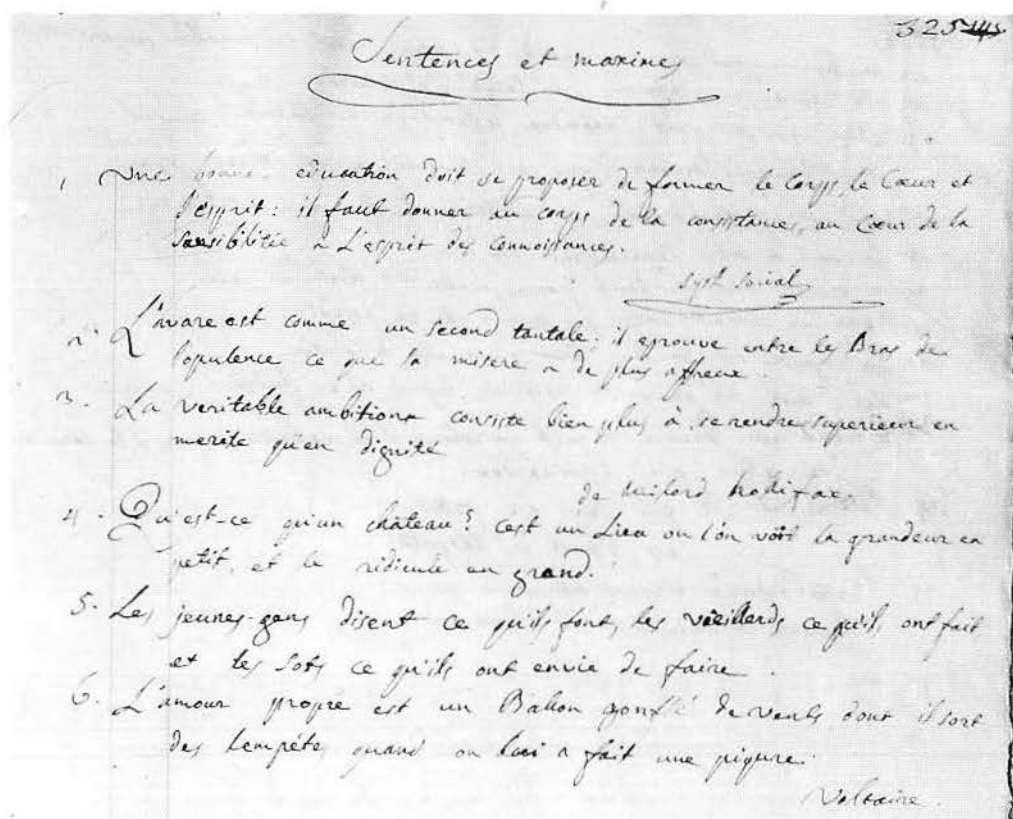 325
Sentences et maximes
1 Une bonne education doit se proposer de former le Corps, le Cœur et
l'esprit : il faut donner au corps de la consistance, au Cœur de la
sensibilitée a L'esprit des connoissances.
syst. social
2 L'avare est comme un second tantale ; il eprouve entre les Bras de
l'opulence ce que la misere a de plus affreux.
3. La veritable ambition consiste bien plus à se rendre superieur en
merite qu'en dignité
de milord
4. Qu'est-ce qu'un château ? c'est un Lieu ou l'on voit la grandeur en
petit, et le ridicule en grand.
5. Les jeunes-gens disent ce qu'ils font, les vieillards ce qu'ils ont fait
et les sots ce qu'ils ont envie de faire.
6. L'amour propre est un Ballon gonflé de vents dont il sort
des tempétes quand on lui a fait une piqure.
Voltaire.